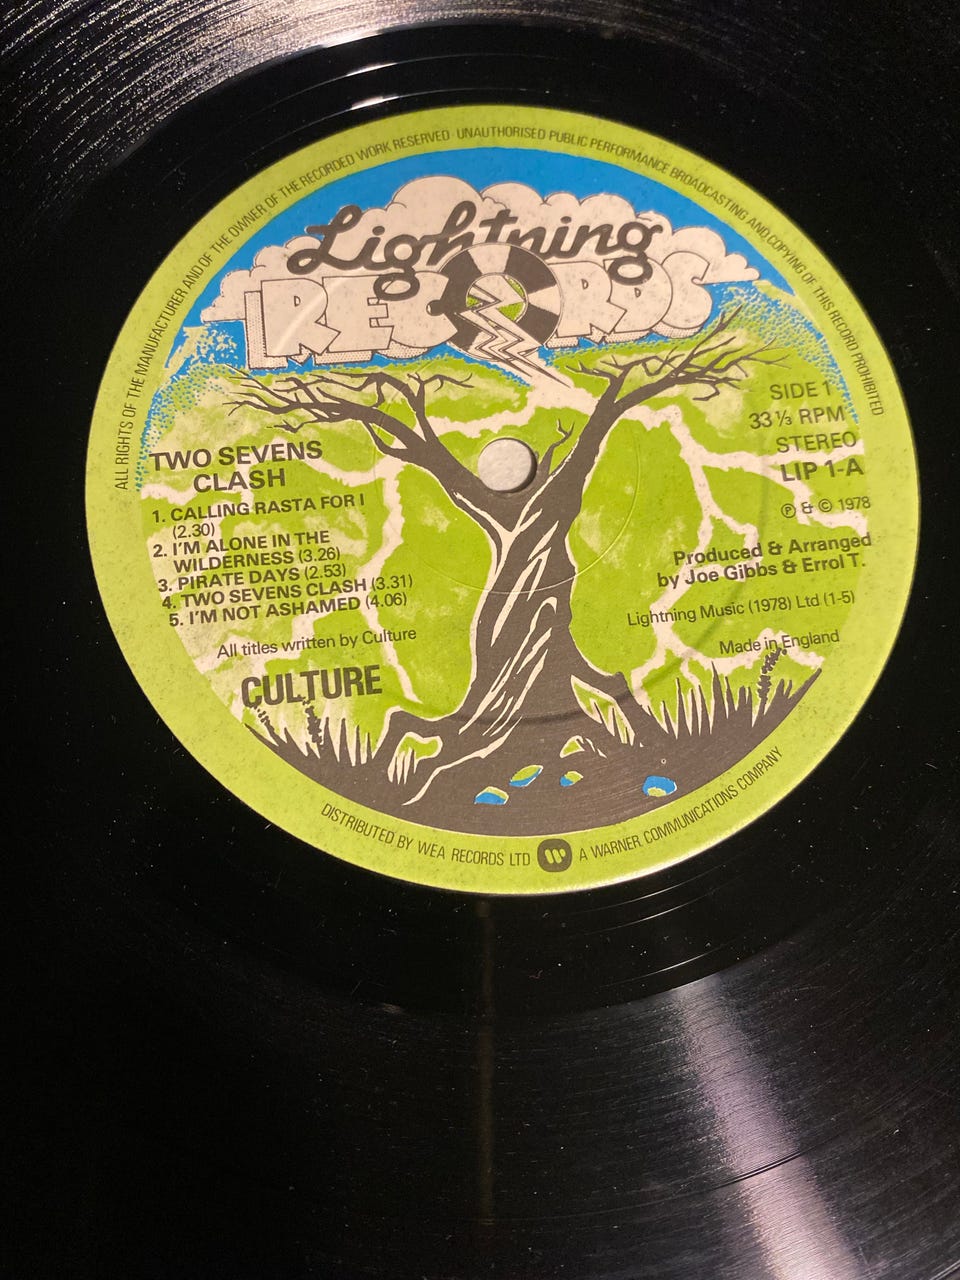 ALL RIGHTS OF THE MANUFACTURER AND OF THE OWNER OF THE RECORDED WORK RESERVED · UNAUTHORISED PUBLIC PERFORMANCE BROADCASTING AND COPYING OF THIS RECORD PROHIBITED
Lightning
RECORDS
SIDE 1
33 1/3 RPM
STEREO
LIP 1-A
Ⓟ & © 1978
TWO SEVENS
CLASH
1. CALLING RASTA FOR I
(2.30)
2. I'M ALONE IN THE
WILDERNESS (3.26)
3. PIRATE DAYS (2.53)
4. TWO SEVENS CLASH (3.31)
5. I'M NOT ASHAMED (4.06)
All titles written by Culture
CULTURE
Produced & Arranged
by Joe Gibbs & Errol T.
Lightning Music (1978) Ltd (1-5)
Made in England
DISTRIBUTED BY WEA RECORDS LTD W A WARNER COMMUNICATIONS COMPANY